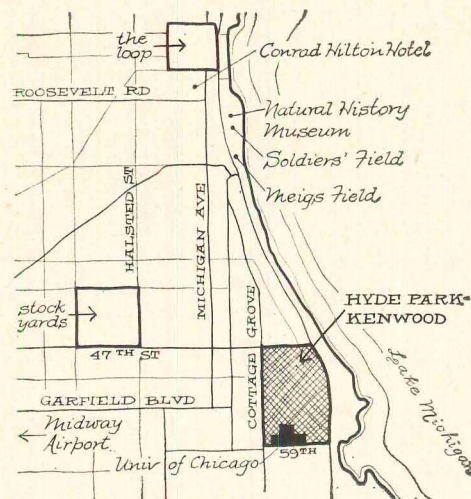 the
loop
Conrad Hilton Hotel
ROOSEVELT RD
Natural History
Museum
Soldiers' Field
Meigs Field
HALSTED ST
MICHIGAN AVE
stock
yards
COTTAGE GROVE
HYDE PARK-
KENWOOD
47TH ST
Lake Michigan
GARFIELD BLVD
Midway
Airport
59TH
Univ of Chicago